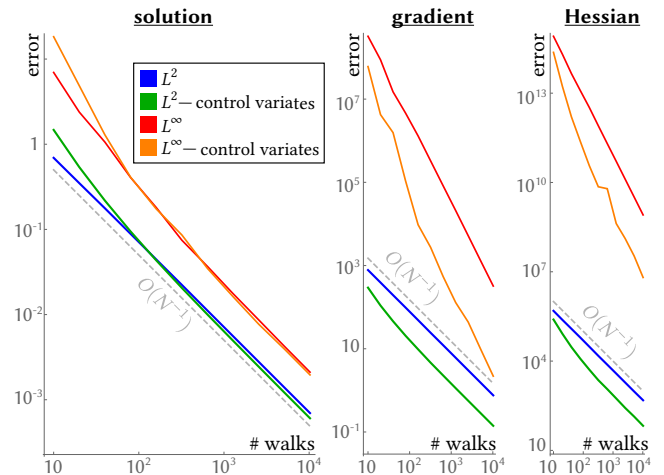 solution
error
1
10⁻¹
10⁻²
10⁻³
10
10²
10³
10⁴
# walks
O(N⁻¹)
L²
L²– control variates
L∞
L∞– control variates
gradient
error
10⁷
10⁵
10³
10
10⁻¹
10
10²
10³
10⁴
# walks
O(N⁻¹)
Hessian
error
10¹³
10¹⁰
10⁷
10⁴
10
10
10²
10³
10⁴
# walks
O(N⁻¹)